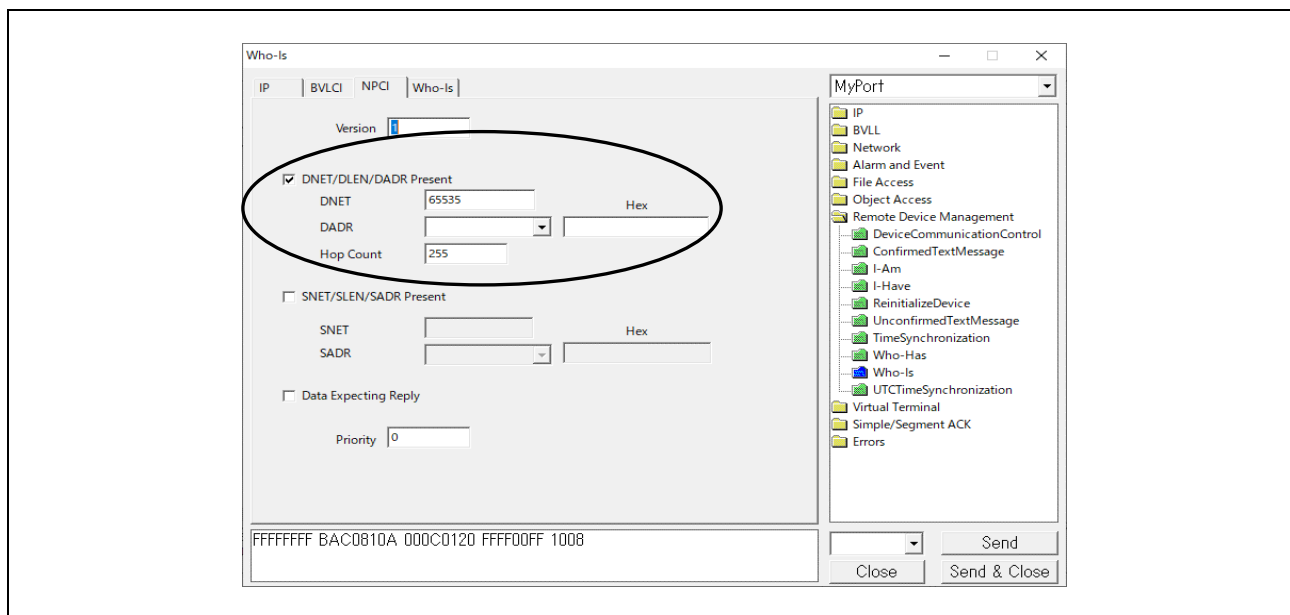 Who-Is
IP BVLCI NPCI Who-Is
Version 1
DNET/DLEN/DADR Present
DNET 65535 Hex
DADR
Hop Count 255
SNET/SLEN/SADR Present
SNET Hex
SADR
Data Expecting Reply
Priority 0
FFFFFFFF BAC0810A 000C0120 FFFF00FF 1008
MyPort
IP
BVLL
Network
Alarm and Event
File Access
Object Access
Remote Device Management
DeviceCommunicationControl
ConfirmedTextMessage
I-Am
I-Have
ReinitializeDevice
UnconfirmedTextMessage
TimeSynchronization
Who-Has
Who-Is
UTCTimeSynchronization
Virtual Terminal
Simple/Segment ACK
Errors
Send
Close Send & Close